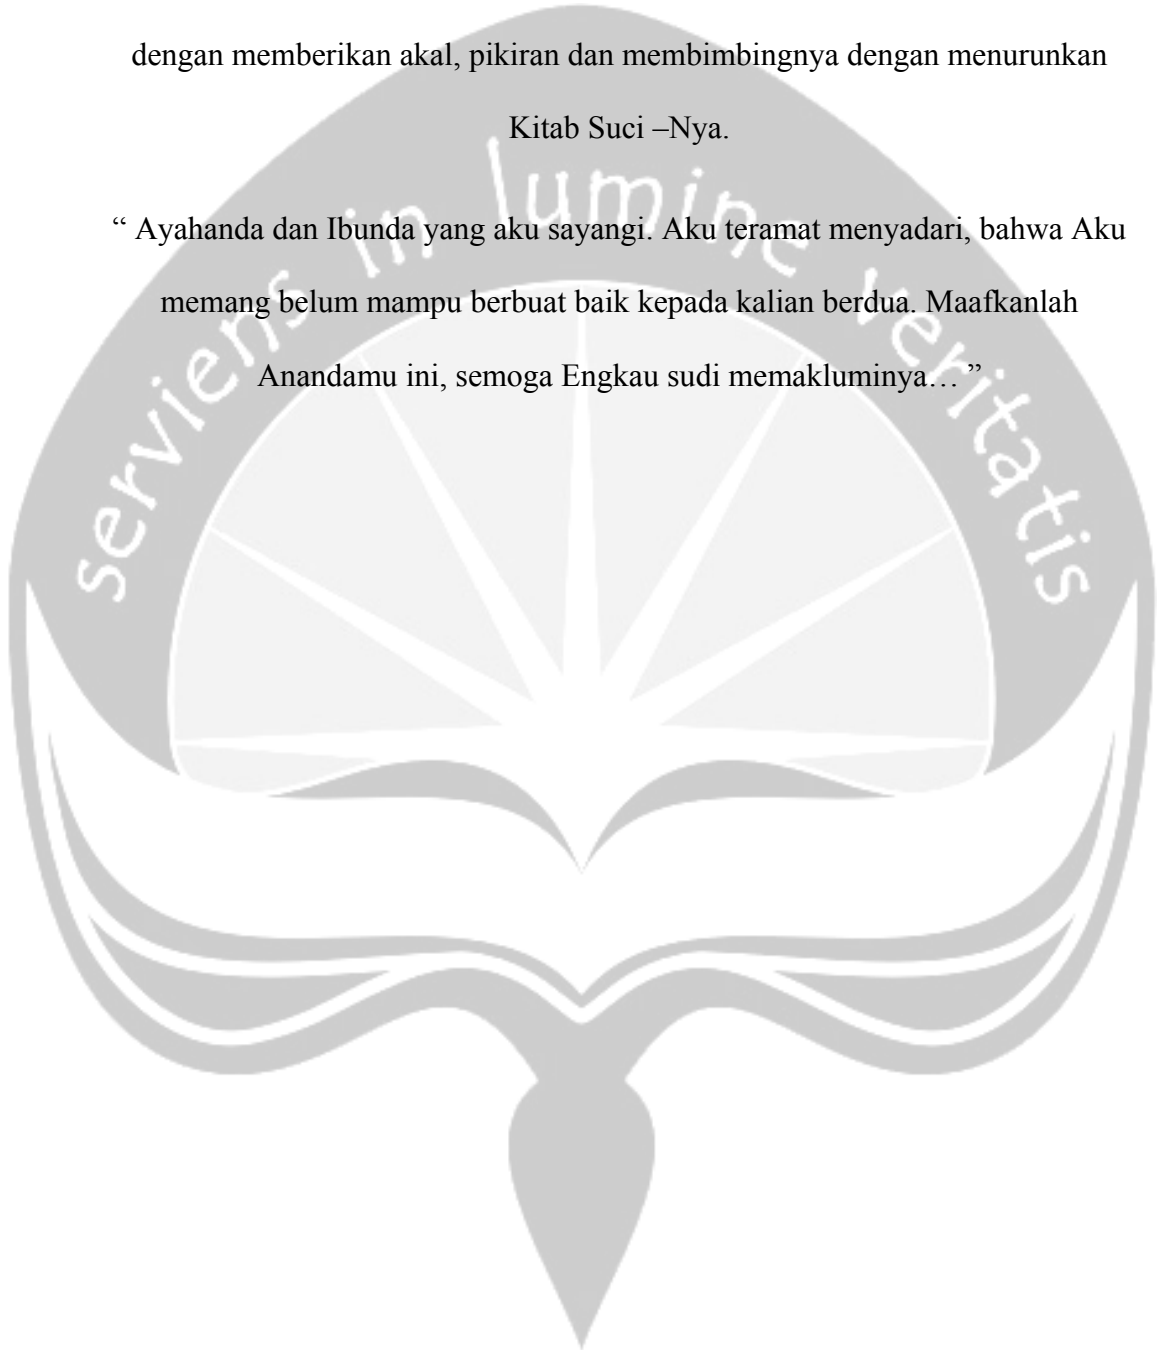 dengan memberikan akal, pikiran dan membimbingnya dengan menurunkan
Kitab Suci –Nya.
“ Ayahanda dan Ibunda yang aku sayangi. Aku teramat menyadari, bahwa Aku
memang belum mampu berbuat baik kepada kalian berdua. Maafkanlah
Anandamu ini, semoga Engkau sudi memakluminya… ”
serviens in lumine veritatis